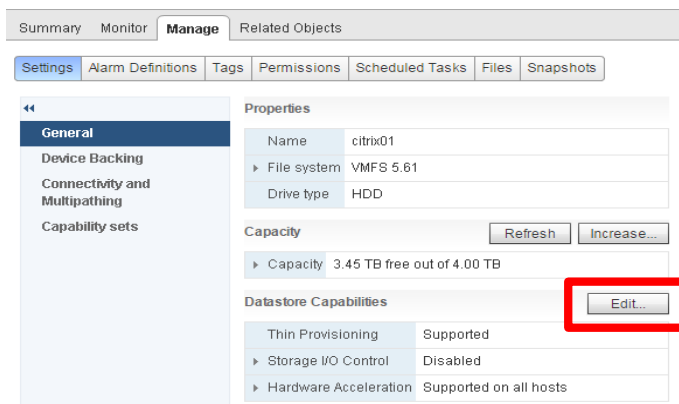 Summary Monitor Manage Related Objects
Settings Alarm Definitions Tags Permissions Scheduled Tasks Files Snapshots
General
Device Backing
Connectivity and
Multipathing
Capability sets
Properties
Name citrix01
File system VMFS 5.61
Drive type HDD
Capacity Refresh Increase...
Capacity 3.45 TB free out of 4.00 TB
Datastore Capabilities Edit...
Thin Provisioning Supported
Storage I/O Control Disabled
Hardware Acceleration Supported on all hosts